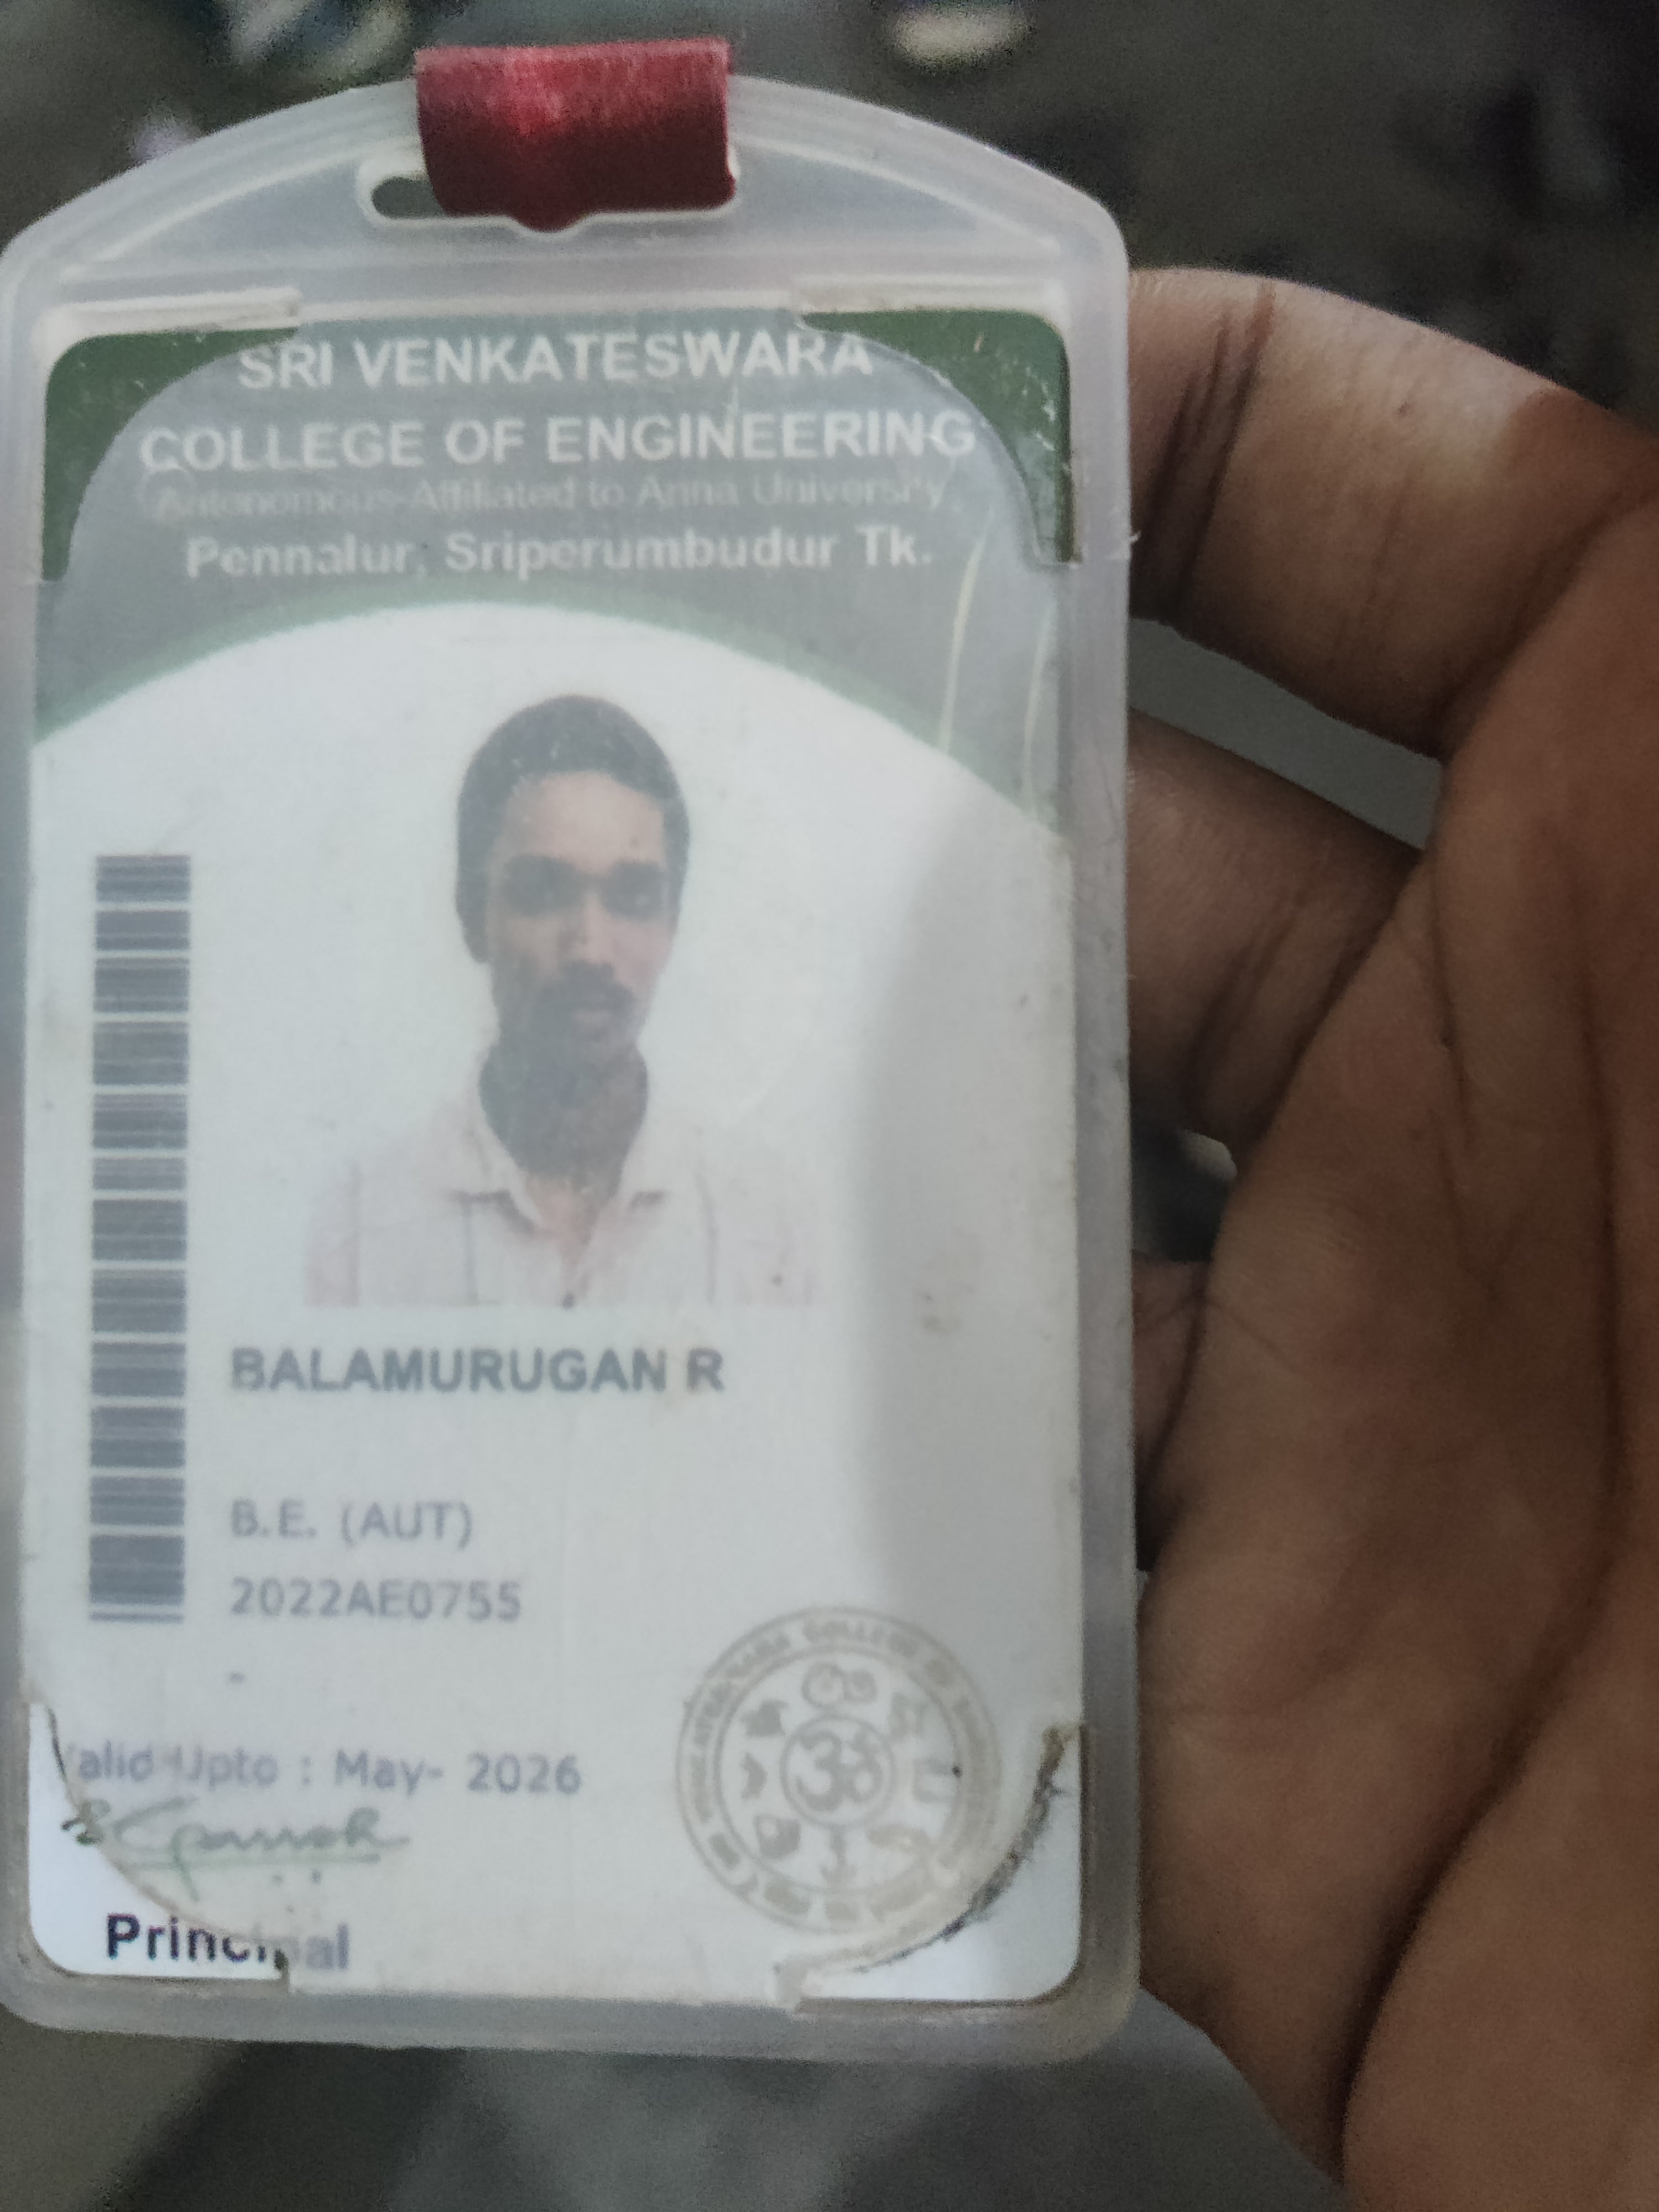 SRI VENKATESWARA
COLLEGE OF ENGINEERING
Autonomous-Affiliated to Anna University
Pennalur, Sriperumbudur Tk.
BALAMURUGAN R
B.E. (AUT)
2022AE0755
-
Valid Upto : May- 2026
Principal